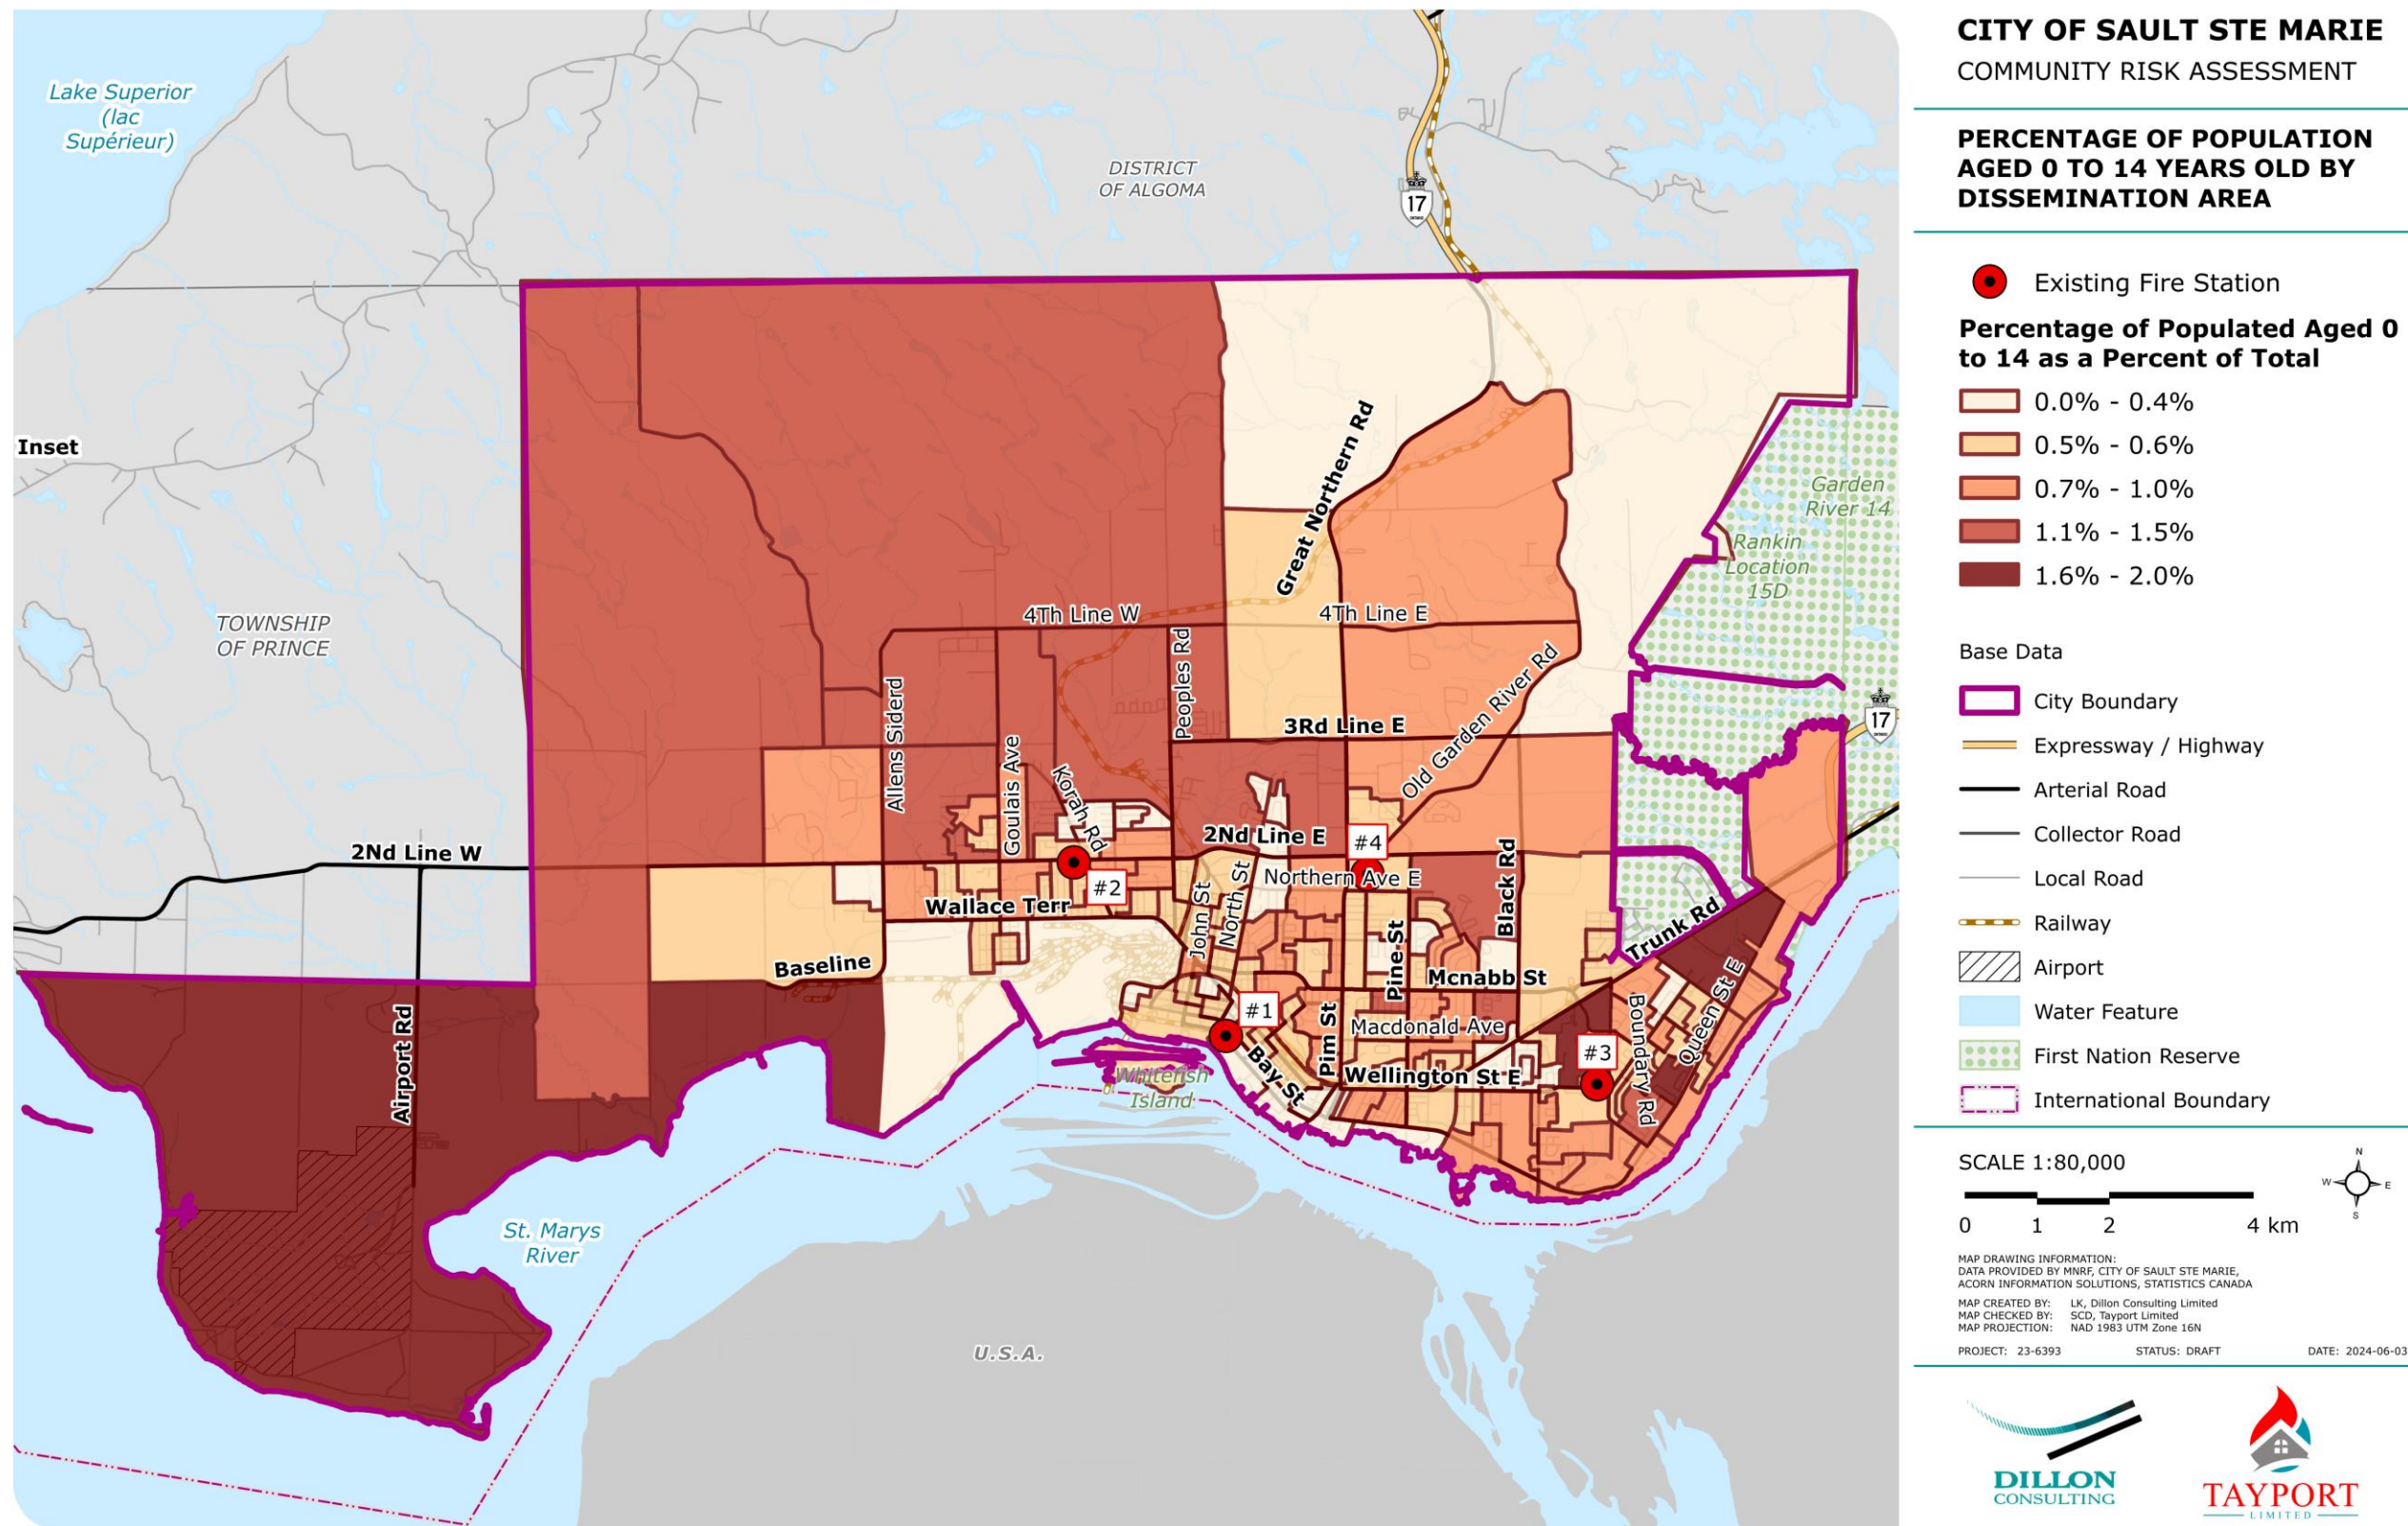 Lake Superior
(lac
Supérieur)
DISTRICT
OF ALGOMA
17
ONTARIO
Inset
Great Northern Rd
Garden
River 14
Rankin
Location
15D
TOWNSHIP
OF PRINCE
4Th Line W
4Th Line E
Peoples Rd
Allens Siderd
Old Garden River Rd
17
3Rd Line E
Goulais Ave
Korah Rd
2Nd Line W
2Nd Line E
#4
Black Rd
Northern Ave E
#2
Wallace Terr
John St
North St
Pine St
Trunk Rd
Baseline
Mcnabb St
Queen St E
Airport Rd
#1
Pim St
Macdonald Ave
Boundary Rd
#3
Bay St
Wellington St E
Whitefish
Island
St. Marys
River
U.S.A.
CITY OF SAULT STE MARIE
COMMUNITY RISK ASSESSMENT
PERCENTAGE OF POPULATION
AGED 0 TO 14 YEARS OLD BY
DISSEMINATION AREA
Existing Fire Station
Percentage of Populated Aged 0
to 14 as a Percent of Total
0.0% - 0.4%
0.5% - 0.6%
0.7% - 1.0%
1.1% - 1.5%
1.6% - 2.0%
Base Data
City Boundary
Expressway / Highway
Arterial Road
Collector Road
Local Road
Railway
Airport
Water Feature
First Nation Reserve
International Boundary
SCALE 1:80,000
N
W E
S
0 1 2 4 km
MAP DRAWING INFORMATION:
DATA PROVIDED BY MNRF, CITY OF SAULT STE MARIE,
ACORN INFORMATION SOLUTIONS, STATISTICS CANADA
MAP CREATED BY: LK, Dillon Consulting Limited
MAP CHECKED BY: SCD, Tayport Limited
MAP PROJECTION: NAD 1983 UTM Zone 16N
PROJECT: 23-6393 STATUS: DRAFT DATE: 2024-06-03
DILLON
CONSULTING
TAYPORT
LIMITED